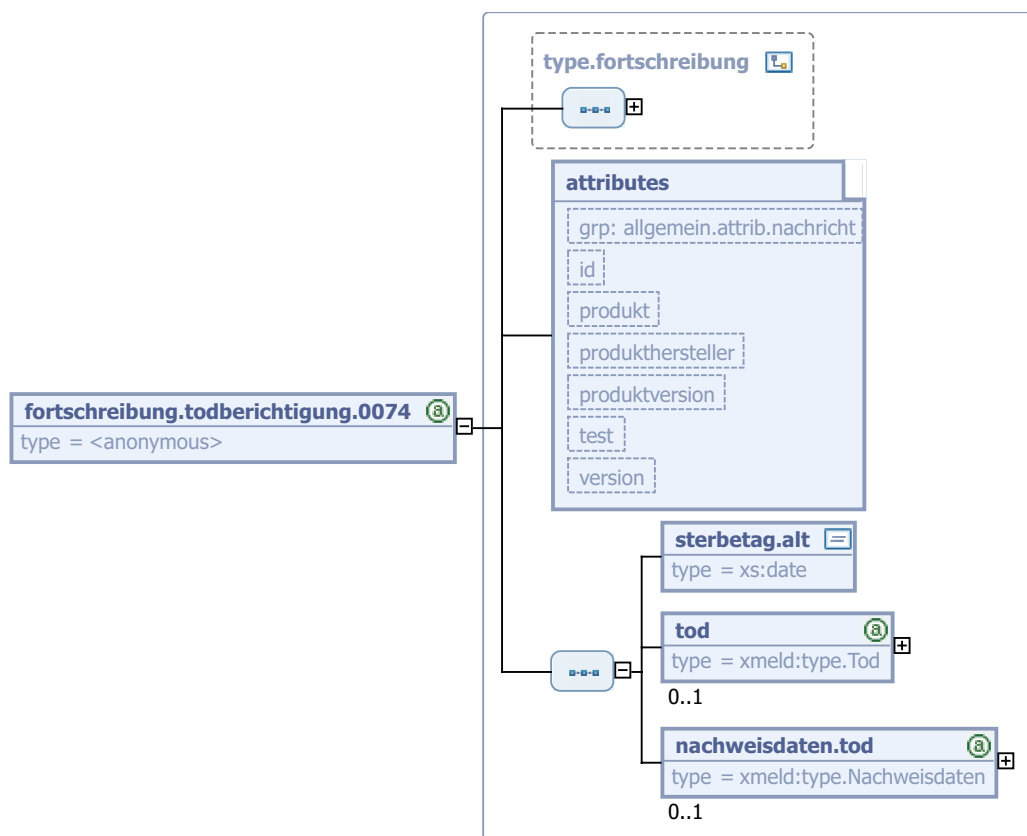 type.fortschreibung
attributes
grp: allgemein.attrib.nachricht
id
produkt
produkthersteller
produktversion
test
version
fortschreibung.todberichtigung.0074 a
type = <anonymous>
sterbetag.alt
type = xs:date
tod a
type = xmeld:type.Tod
0..1
nachweisdaten.tod a
type = xmeld:type.Nachweisdaten
0..1